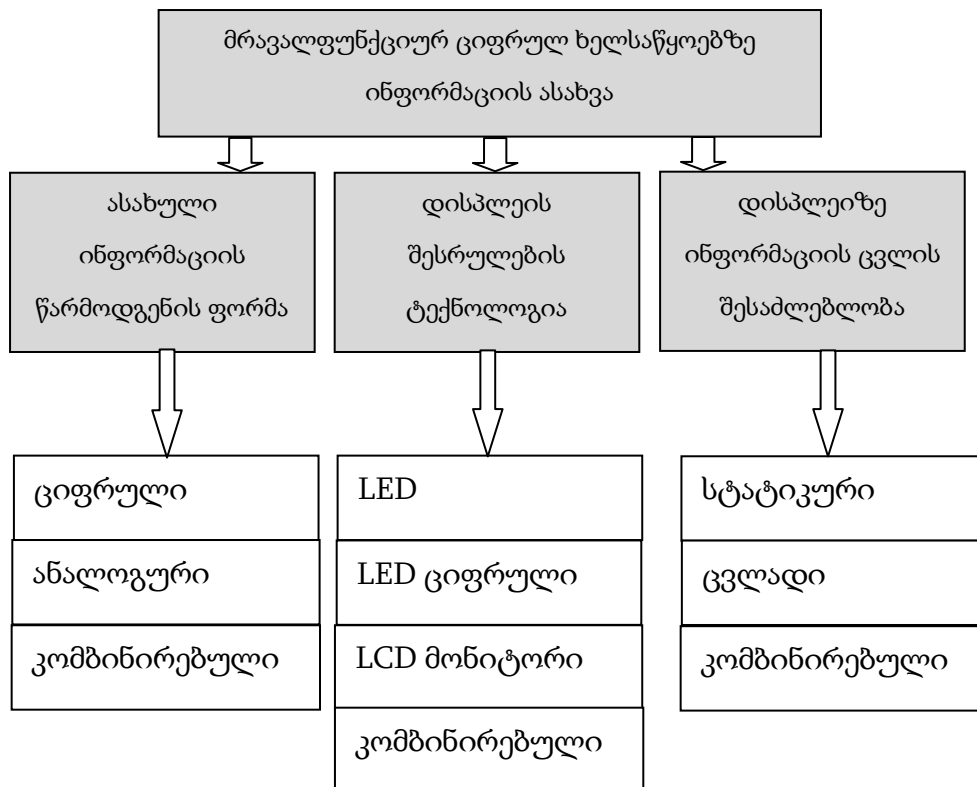 მრავალფუნქციურ ციფრულ ხელსაწყოებზე
ინფორმაციის ასახვა
ასახული
ინფორმაციის
წარმოდგენის ფორმა
დისპლეის
შესრულების
ტექნოლოგია
დისპლეიზე
ინფორმაციის ცვლის
შესაძლებლობა
ციფრული
ანალოგური
კომბინირებული
LED
LED ციფრული
LCD მონიტორი
კომბინირებული
სტატიკური
ცვლადი
კომბინირებული